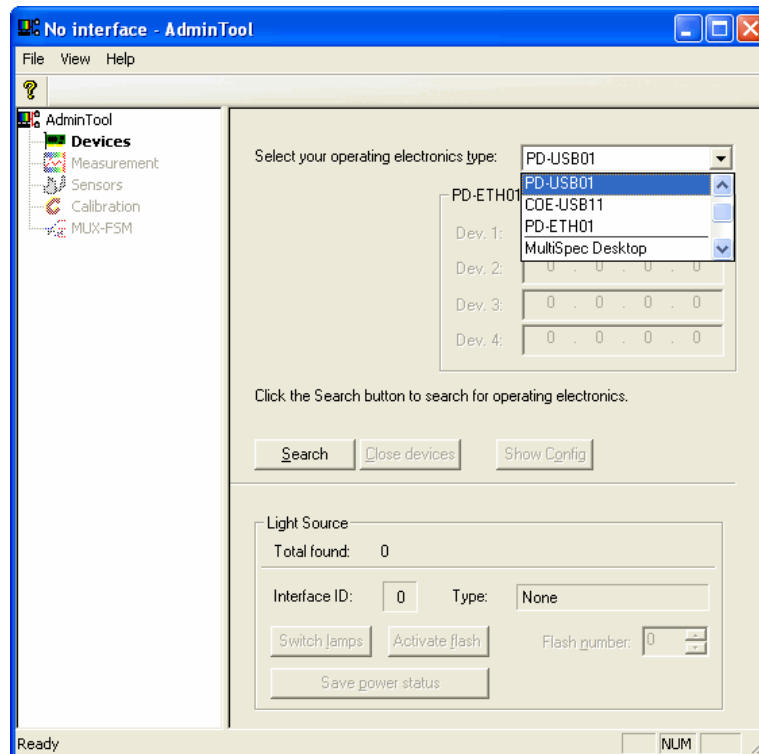 No interface - AdminTool
File View Help
AdminTool
Devices
Measurement
Sensors
Calibration
MUX-FSM
Select your operating electronics type: PD-USB01
PD-USB01
COE-USB11
PD-ETH01
MultiSpec Desktop
PD-ETH01
Dev. 1:
Dev. 2: 0 . 0 . 0 . 0
Dev. 3: 0 . 0 . 0 . 0
Dev. 4: 0 . 0 . 0 . 0
Click the Search button to search for operating electronics.
Search Close devices Show Config
Light Source
Total found: 0
Interface ID: 0 Type: None
Switch lamps Activate flash Flash number: 0
Save power status
Ready NUM